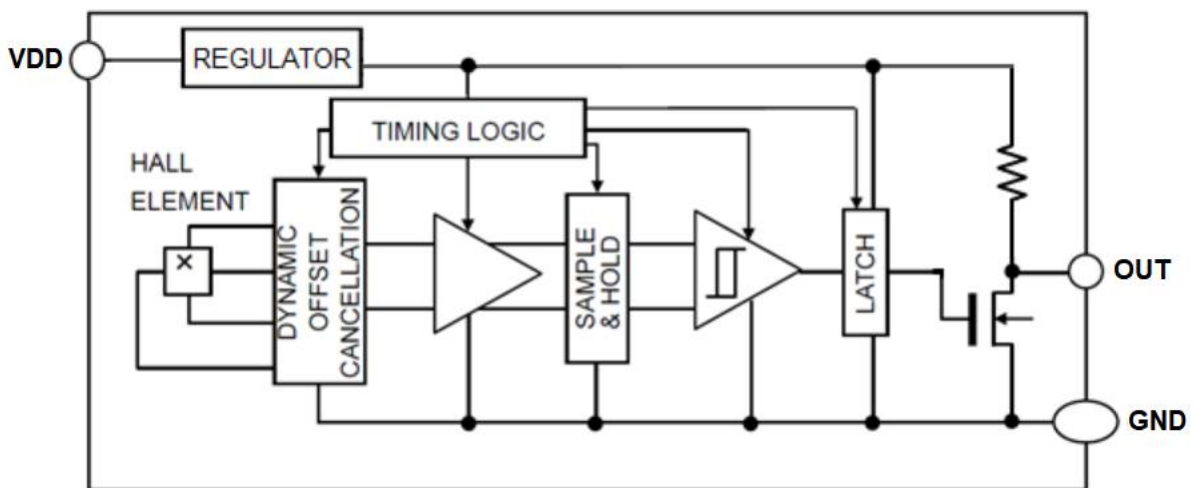 VDD
REGULATOR
TIMING LOGIC
HALL
ELEMENT
×
DYNAMIC
OFFSET
CANCELLATION
SAMPLE
& HOLD
LATCH
OUT
GND